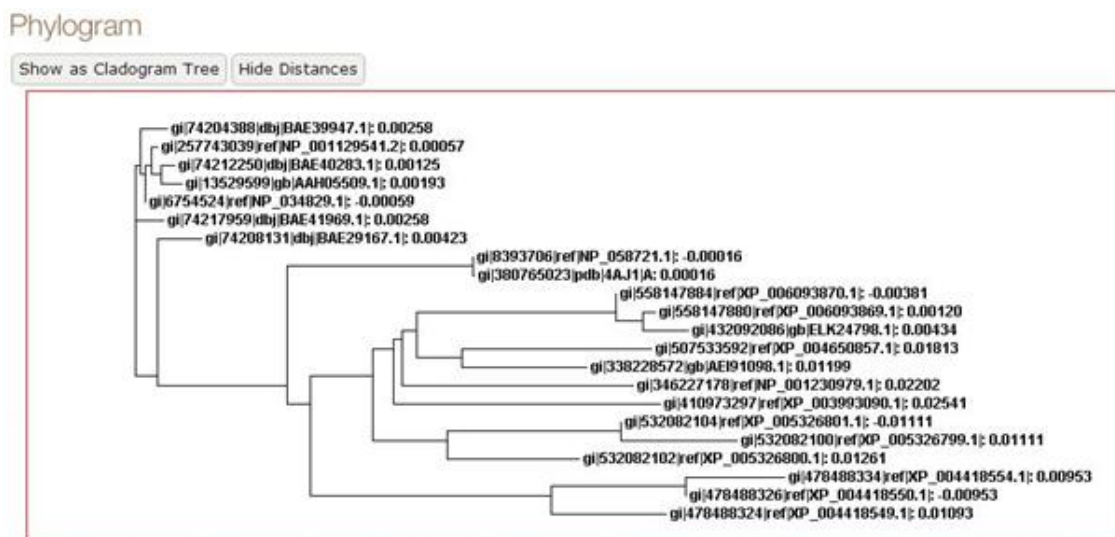 Phylogram
Show as Cladogram Tree Hide Distances
gi|74204388|dbj|BAE39947.1|: 0.00258
gi|257743039|ref|NP_001129541.2|: 0.00057
gi|74212250|dbj|BAE40283.1|: 0.00125
gi|13529599|gb|AAH05509.1|: 0.00193
gi|6754524|ref|NP_034829.1|: -0.00059
gi|74217959|dbj|BAE41969.1|: 0.00258
gi|74208131|dbj|BAE29167.1|: 0.00423
gi|8393706|ref|NP_058721.1|: -0.00016
gi|380765023|pdb|4AJ1|A: 0.00016
gi|558147884|ref|XP_006093870.1|: -0.00381
gi|558147880|ref|XP_006093869.1|: 0.00120
gi|432092086|gb|ELK24798.1|: 0.00434
gi|507533592|ref|XP_004650857.1|: 0.01813
gi|338228572|gb|AEI91098.1|: 0.01199
gi|346227178|ref|NP_001230979.1|: 0.02202
gi|410973297|ref|XP_003993090.1|: 0.02541
gi|532082104|ref|XP_005326801.1|: -0.01111
gi|532082100|ref|XP_005326799.1|: 0.01111
gi|532082102|ref|XP_005326800.1|: 0.01261
gi|478488334|ref|XP_004418554.1|: 0.00953
gi|478488326|ref|XP_004418550.1|: -0.00953
gi|478488324|ref|XP_004418549.1|: 0.01093